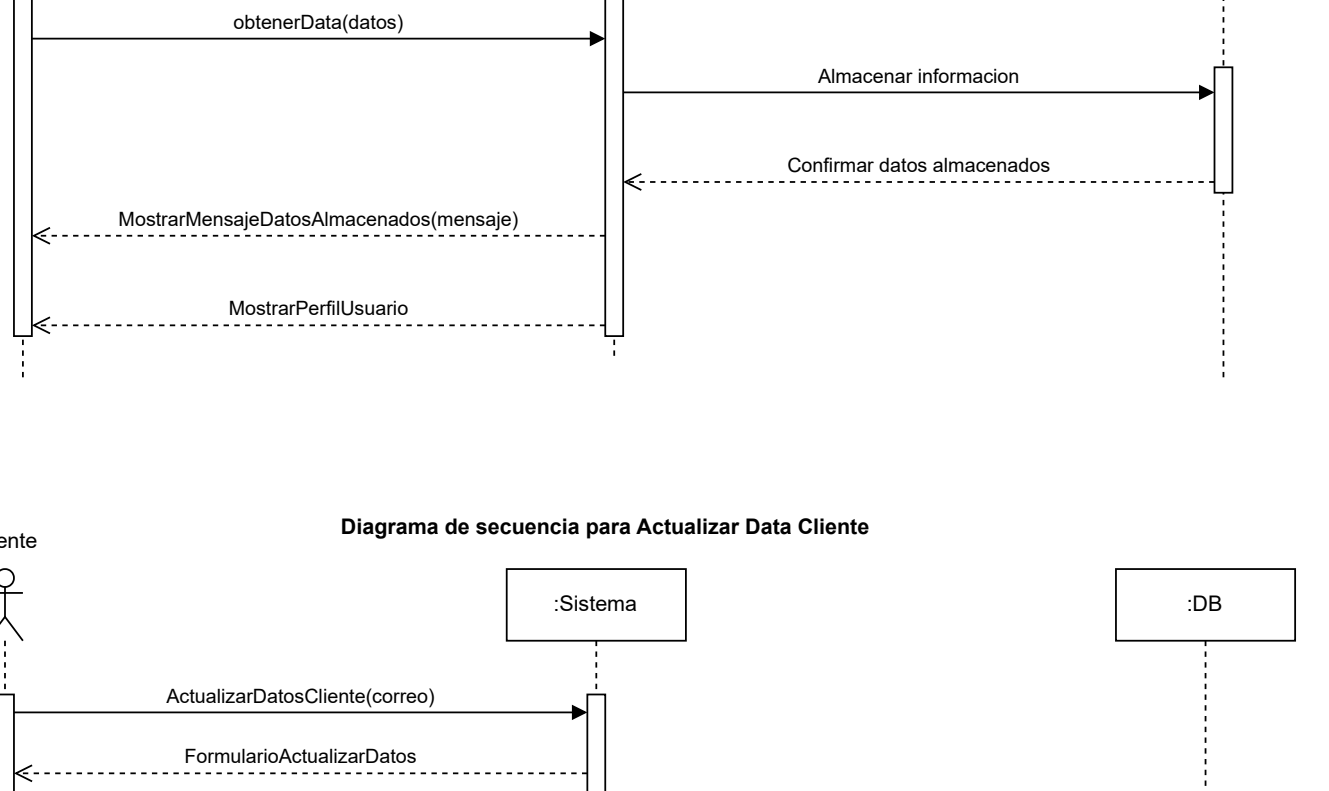 obtenerData(datos)
Almacenar informacion
Confirmar datos almacenados
MostrarMensajeDatosAlmacenados(mensaje)
MostrarPerfilUsuario
Diagrama de secuencia para Actualizar Data Cliente
ente
:Sistema
:DB
ActualizarDatosCliente(correo)
FormularioActualizarDatos